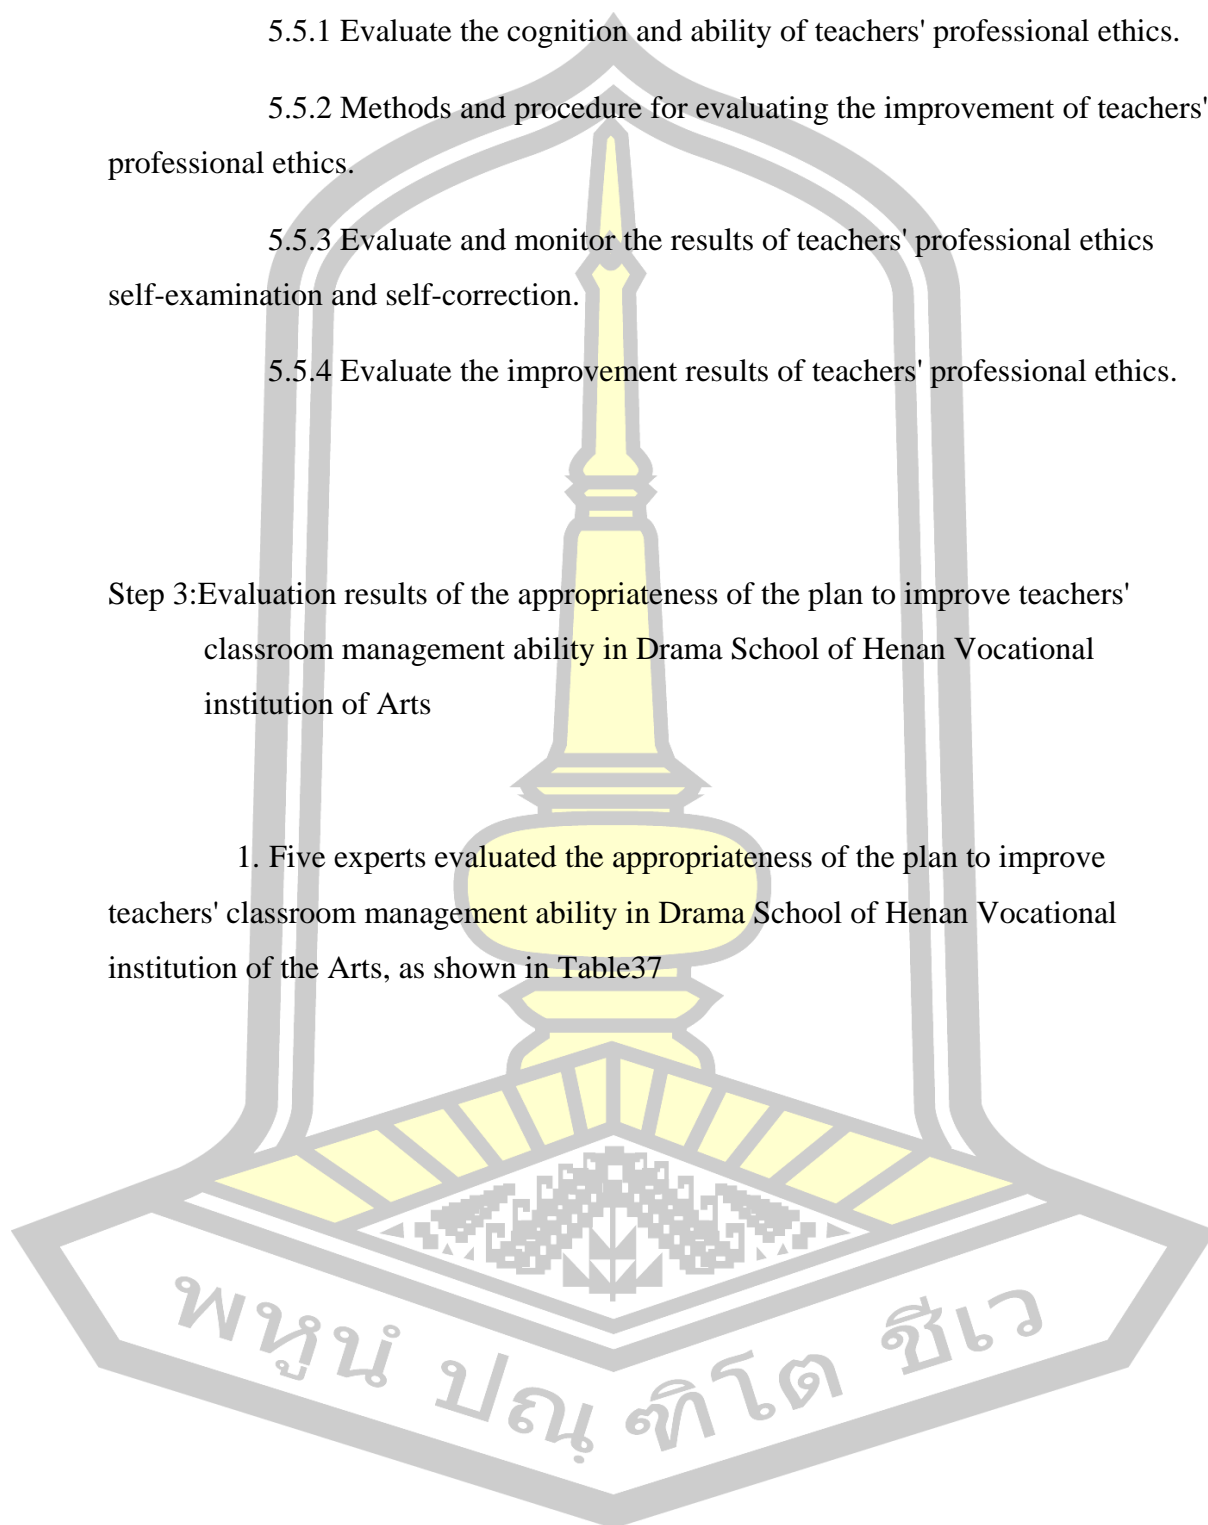 5.5.1 Evaluate the cognition and ability of teachers' professional ethics.
5.5.2 Methods and procedure for evaluating the improvement of teachers'
professional ethics.
5.5.3 Evaluate and monitor the results of teachers' professional ethics
self-examination and self-correction.
5.5.4 Evaluate the improvement results of teachers' professional ethics.
Step 3:Evaluation results of the appropriateness of the plan to improve teachers'
classroom management ability in Drama School of Henan Vocational
institution of Arts
1. Five experts evaluated the appropriateness of the plan to improve
teachers' classroom management ability in Drama School of Henan Vocational
institution of the Arts, as shown in Table37
พหูนํ ปณฺฑิโต ชีเว